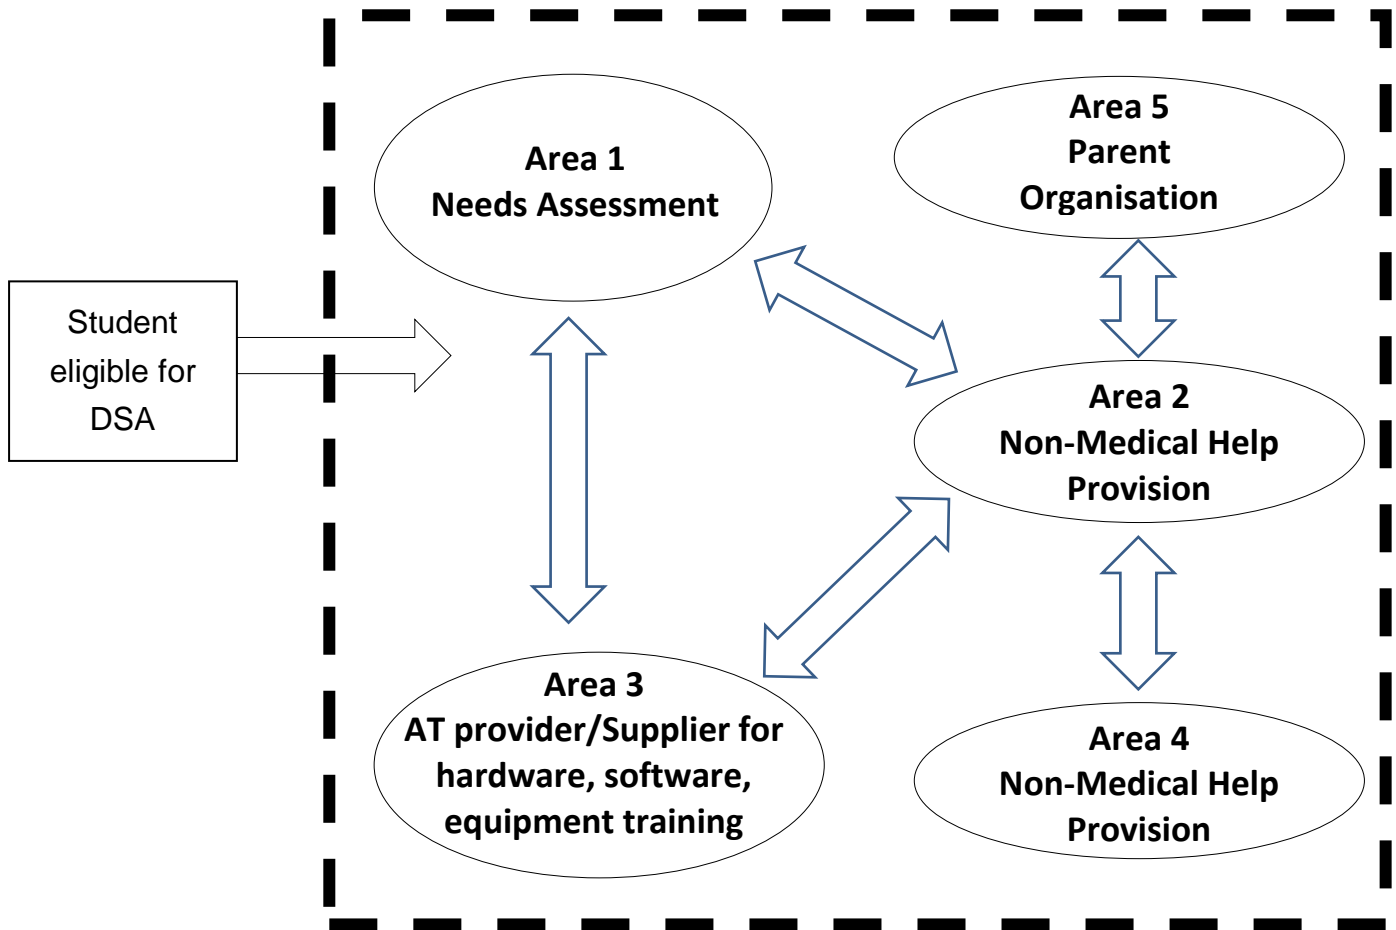 Student
eligible for
DSA
Area 1
Needs Assessment
Area 5
Parent
Organisation
Area 2
Non-Medical Help
Provision
Area 3
AT provider/Supplier for
hardware, software,
equipment training
Area 4
Non-Medical Help
Provision